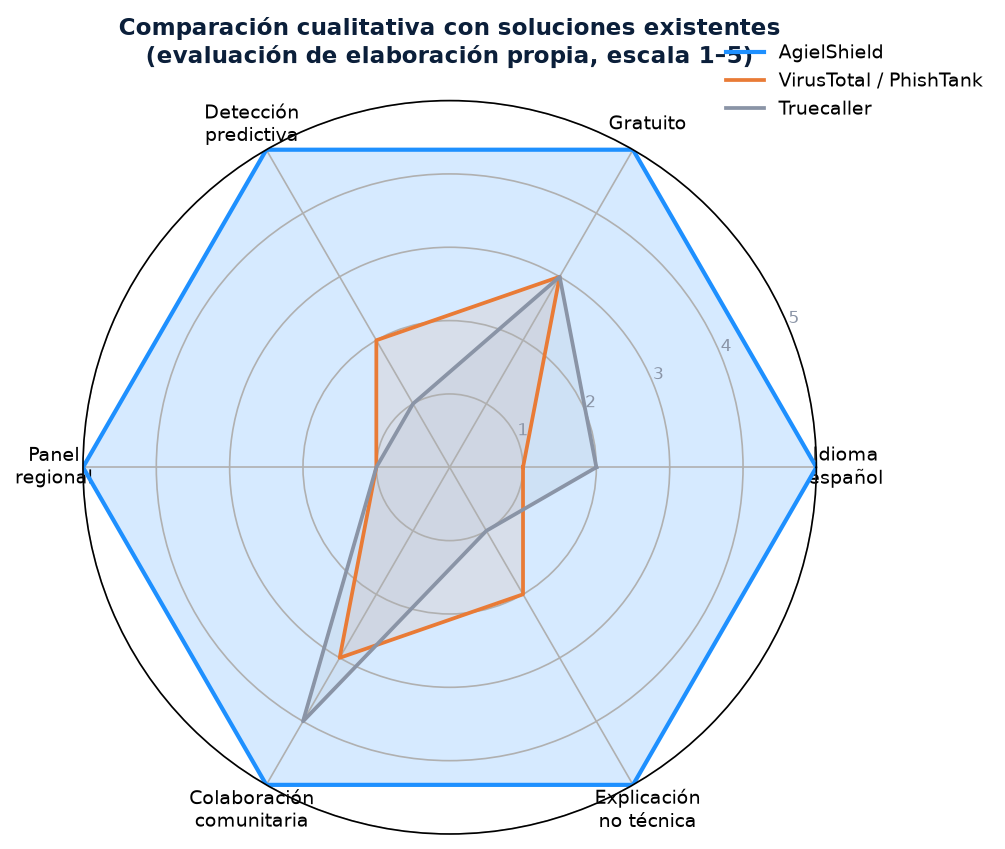 Comparación cualitativa con soluciones existentes
(evaluación de elaboración propia, escala 1–5)
AgielShield
VirusTotal / PhishTank
Truecaller
Detección
predictiva
Gratuito
5
4
3
2
1
Panel
regional
Idioma
español
Colaboración
comunitaria
Explicación
no técnica